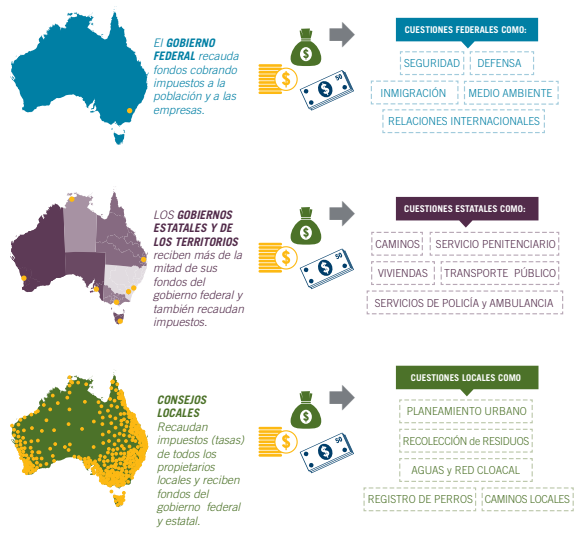 El GOBIERNO
FEDERAL recauda
fondos cobrando
impuestos a la
población y a las
empresas.
$
$
$
50
CUESTIONES FEDERALES COMO:
SEGURIDAD
DEFENSA
INMIGRACIÓN
MEDIO AMBIENTE
RELACIONES INTERNACIONALES
LOS GOBIERNOS
ESTATALES Y DE
LOS TERRITORIOS
reciben más de la
mitad de sus
fondos del
gobierno federal y
también recaudan
impuestos.
$
$
$
50
CUESTIONES ESTATALES COMO:
CAMINOS
SERVICIO PENITENCIARIO
VIVIENDAS
TRANSPORTE PÚBLICO
SERVICIOS DE POLICÍA y AMBULANCIA
CONSEJOS
LOCALES
Recaudan
impuestos (tasas)
de todos los
propietarios
locales y reciben
fondos del
gobierno federal
y estatal.
$
$
$
50
CUESTIONES LOCALES COMO
PLANEAMIENTO URBANO
RECOLECCIÓN de RESIDUOS
AGUAS y RED CLOACAL
REGISTRO DE PERROS
CAMINOS LOCALES